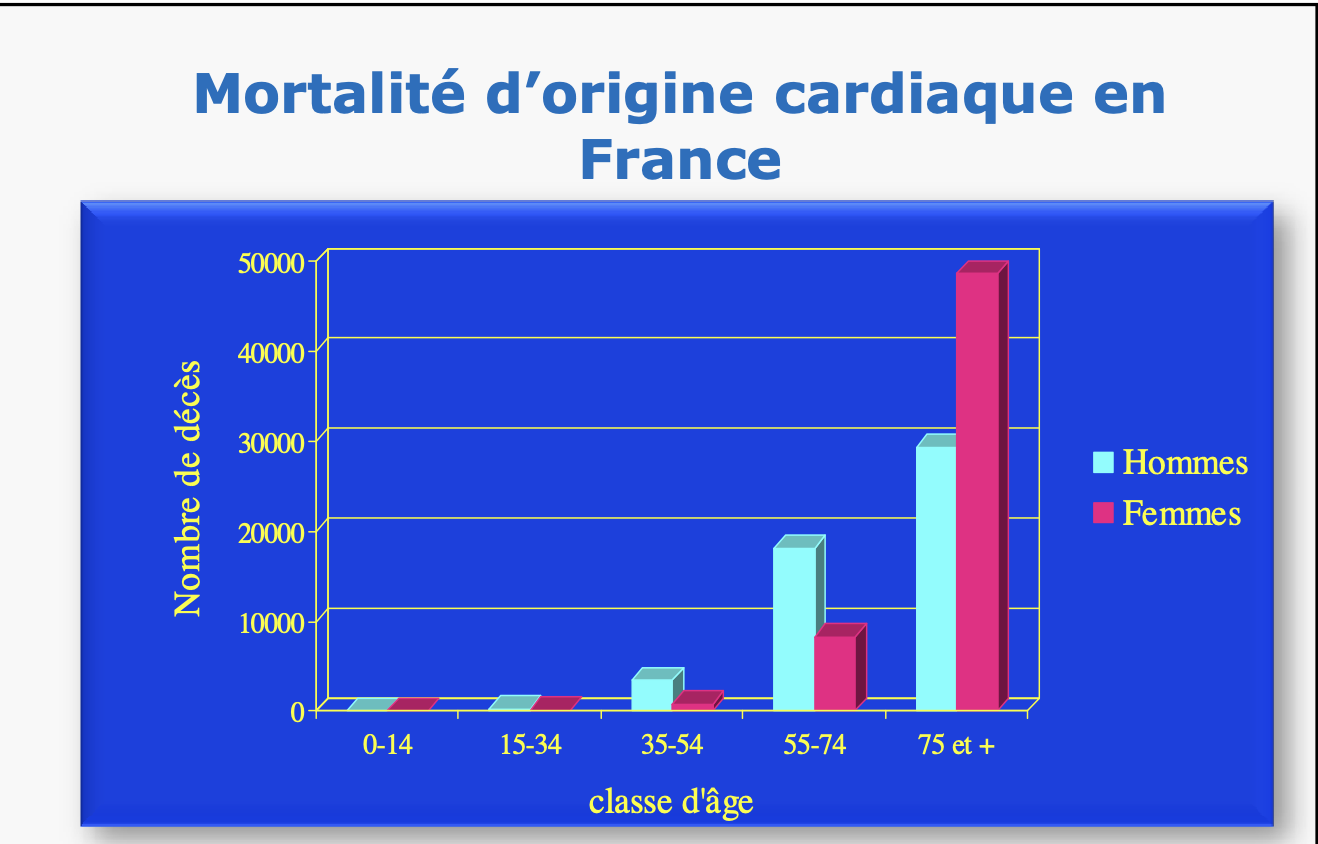 Mortalité d’origine cardiaque en
France
50000
40000
30000
20000
10000
0
Nombre de décès
0-14 15-34 35-54 55-74 75 et +
classe d'âge
Hommes
Femmes